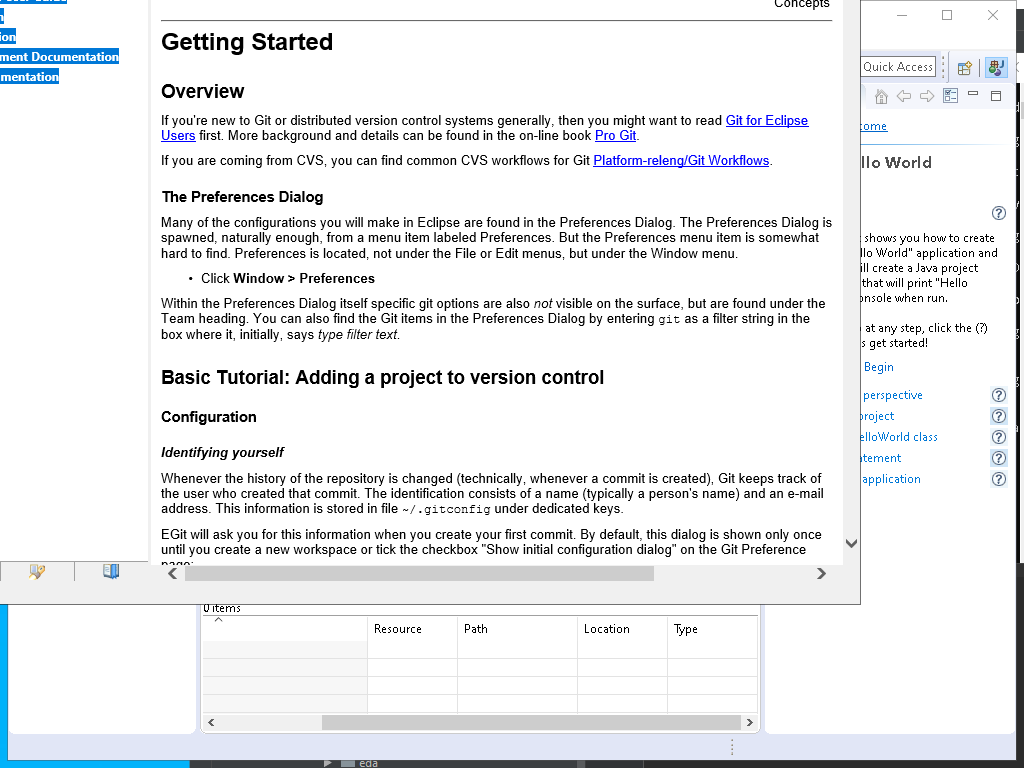 Concepts
ion
ment Documentation
mentation
Getting Started
Overview
If you're new to Git or distributed version control systems generally, then you might want to read Git for Eclipse
Users first. More background and details can be found in the on-line book Pro Git.
If you are coming from CVS, you can find common CVS workflows for Git Platform-releng/Git Workflows.
The Preferences Dialog
Many of the configurations you will make in Eclipse are found in the Preferences Dialog. The Preferences Dialog is
spawned, naturally enough, from a menu item labeled Preferences. But the Preferences menu item is somewhat
hard to find. Preferences is located, not under the File or Edit menus, but under the Window menu.
• Click Window > Preferences
Within the Preferences Dialog itself specific git options are also not visible on the surface, but are found under the
Team heading. You can also find the Git items in the Preferences Dialog by entering git as a filter string in the
box where it, initially, says type filter text.
Basic Tutorial: Adding a project to version control
Configuration
Identifying yourself
Whenever the history of the repository is changed (technically, whenever a commit is created), Git keeps track of
the user who created that commit. The identification consists of a name (typically a person's name) and an e-mail
address. This information is stored in file ~/.gitconfig under dedicated keys.
EGit will ask you for this information when you create your first commit. By default, this dialog is shown only once
until you create a new workspace or tick the checkbox "Show initial configuration dialog" on the Git Preference
page:
Quick Access
ome
llo World
shows you how to create
llo World" application and
ill create a Java project
that will print "Hello
onsole when run.
at any step, click the (?)
s get started!
Begin
perspective
project
elloWorld class
tement
application
0 items
Resource Path Location Type
eda